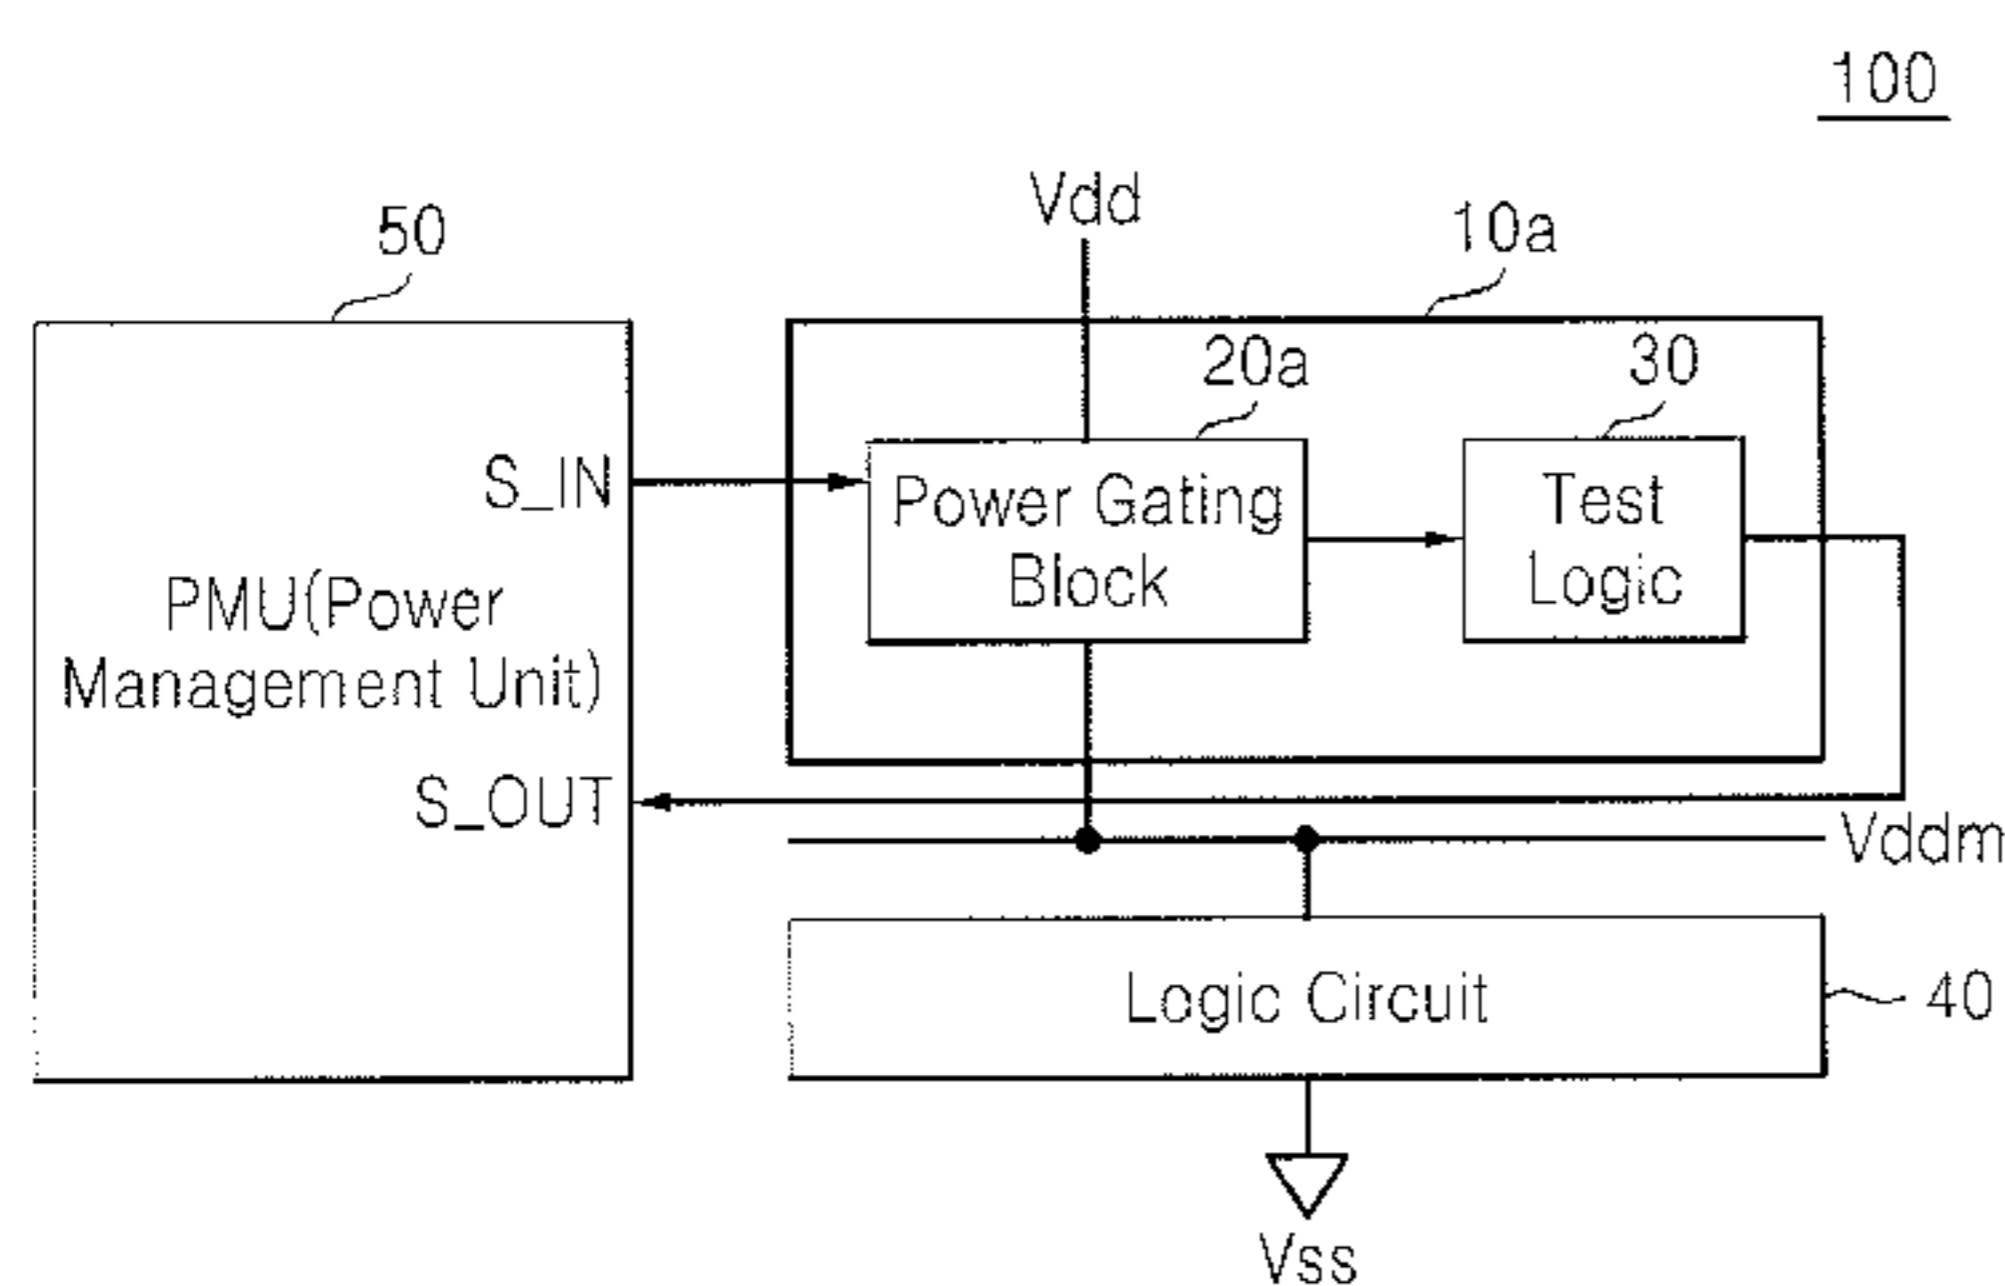 100
Vdd
50
10a
20a
30
S_IN
Power Gating
Block
Test
Logic
PMU(Power
Management Unit)
S_OUT
Vddm
Logic Circuit
40
Vss